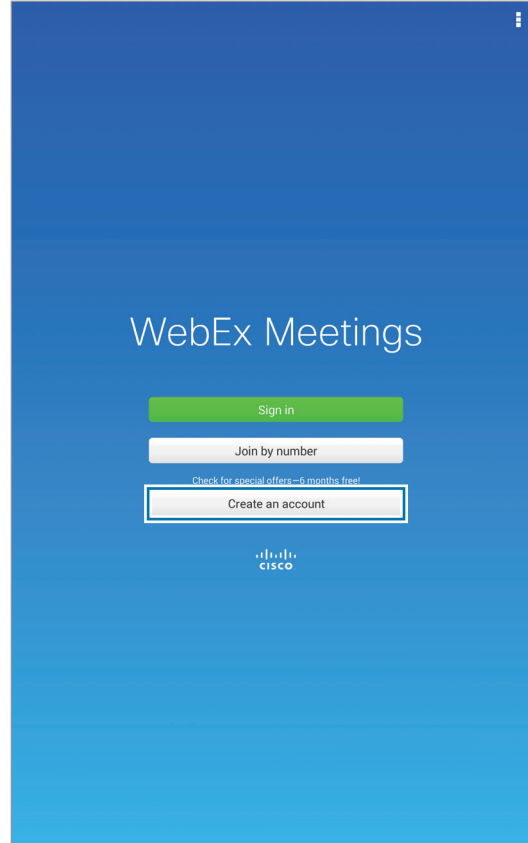 WebEx Meetings
Sign in
Join by number
Check for special offers—6 months free!
Create an account
CISCO